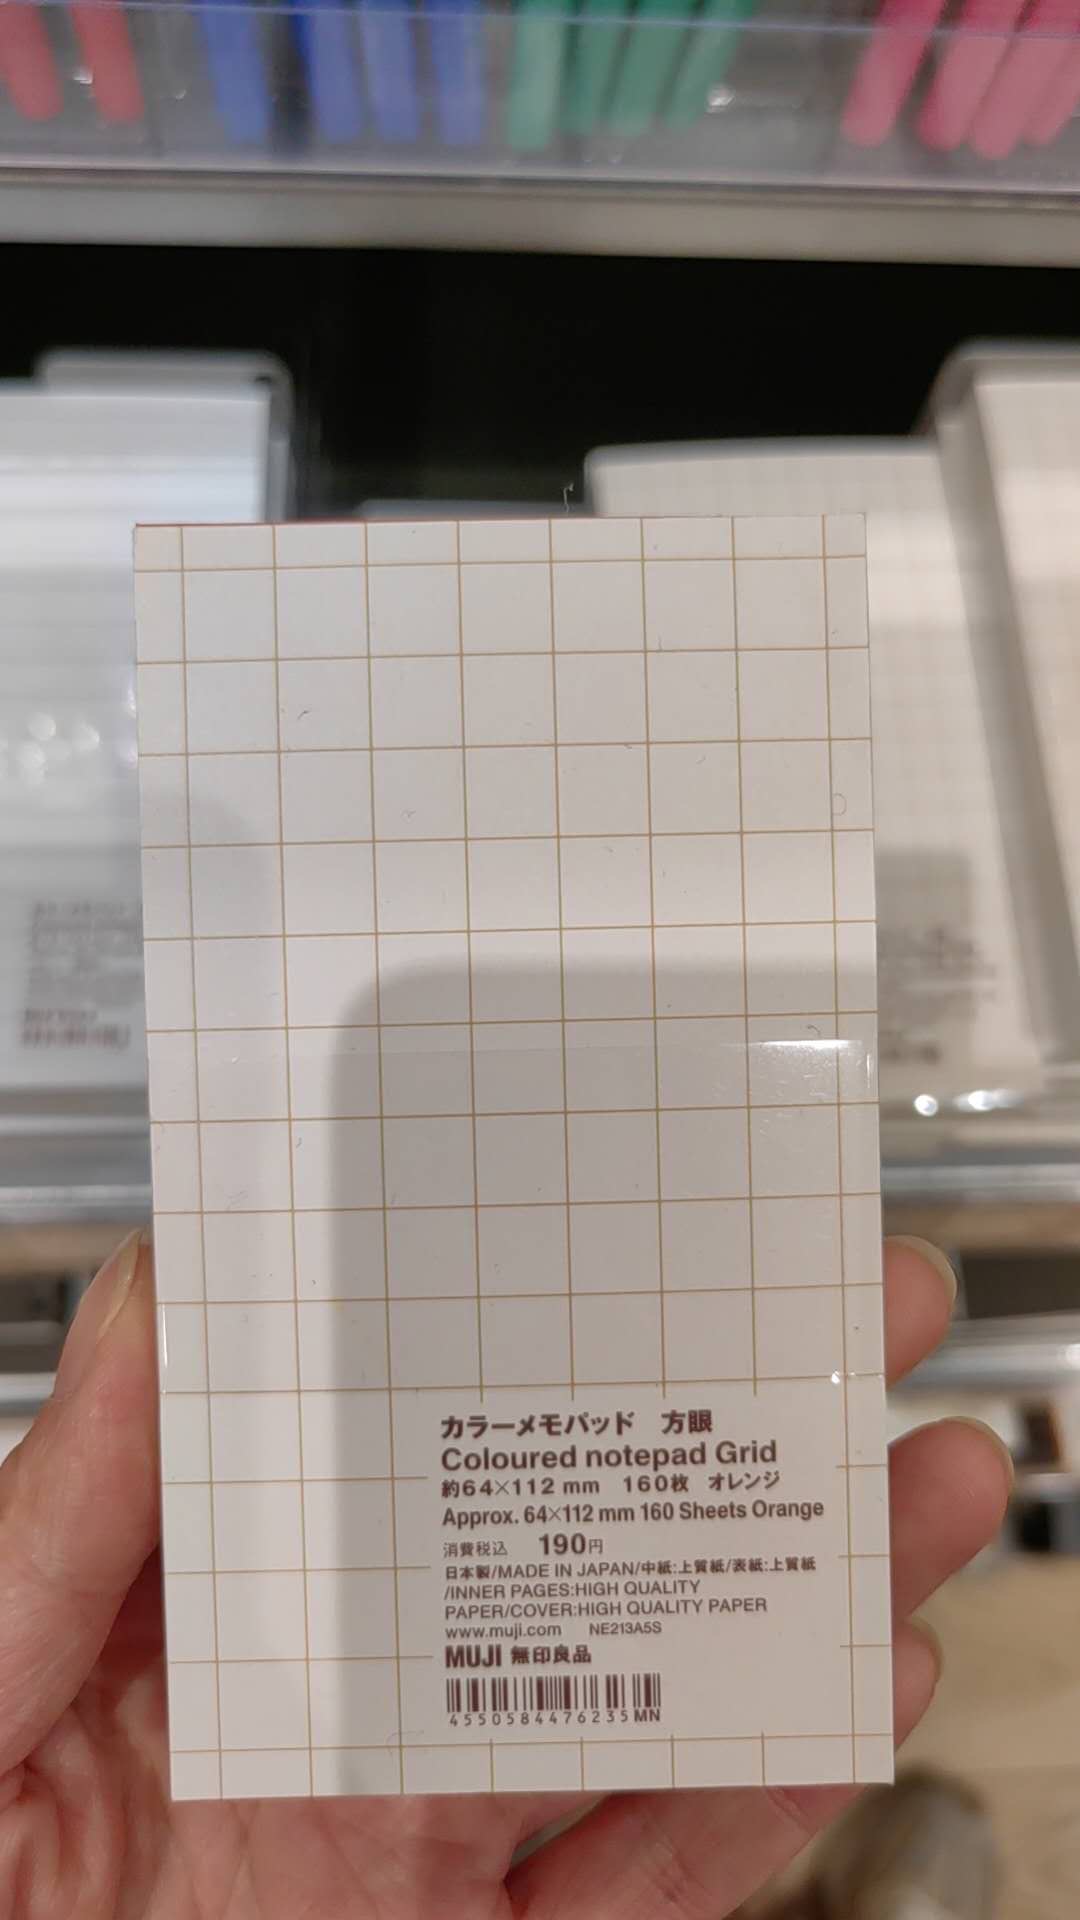 カラーメモパッド　方眼
Coloured notepad Grid
約64×112 mm　160枚　オレンジ
Approx. 64×112 mm 160 Sheets Orange
消費税込　190円
日本製/MADE IN JAPAN/中紙:上質紙/表紙:上質紙
/INNER PAGES:HIGH QUALITY
PAPER/COVER:HIGH QUALITY PAPER
www.muji.com　NE213A5S
MUJI 無印良品
4550584476235MN